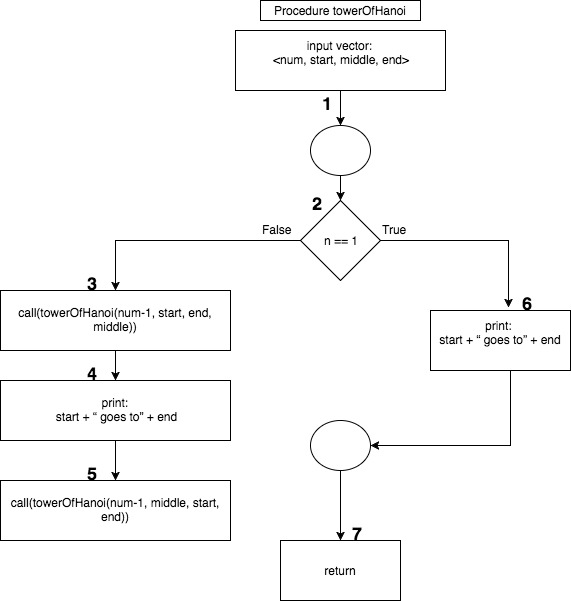 Procedure towerOfHanoi
input vector:
<num, start, middle, end>
1
2
False
n == 1
True
3
call(towerOfHanoi(num-1, start, end,
middle))
6
print:
start + “ goes to” + end
4
print:
start + “ goes to” + end
5
call(towerOfHanoi(num-1, middle, start,
end))
7
return